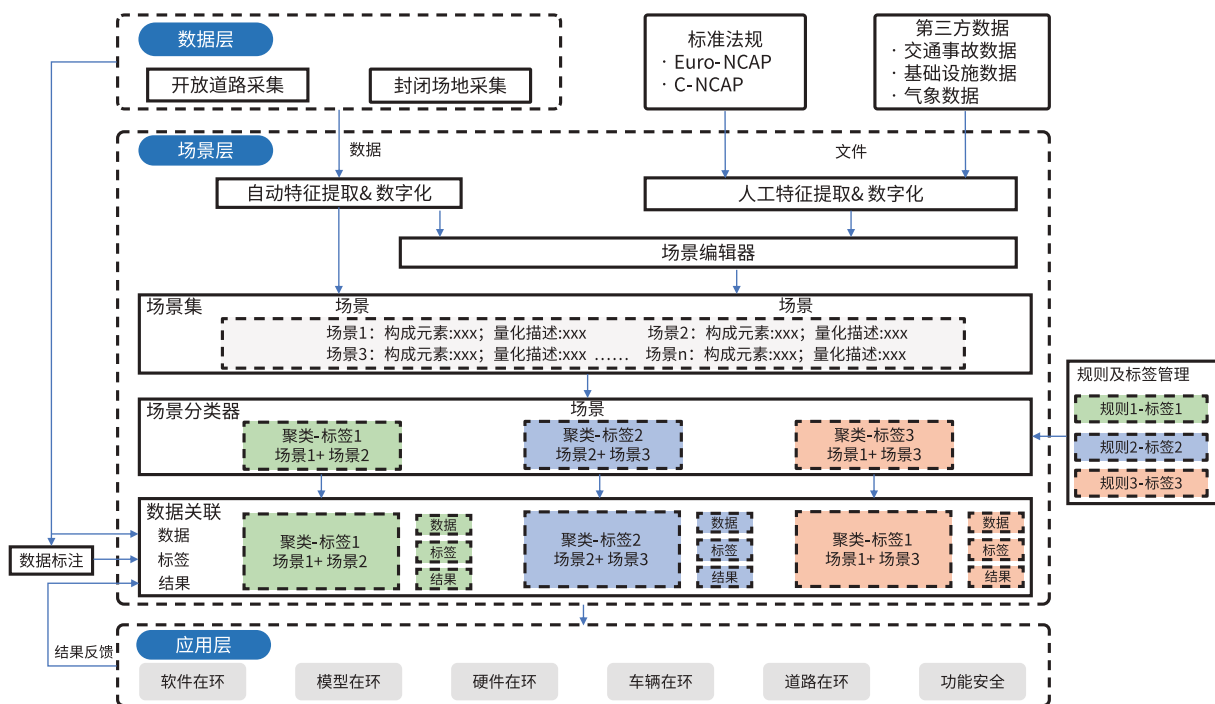 数据层
开放道路采集
封闭场地采集
标准法规
· Euro-NCAP
· C-NCAP
第三方数据
· 交通事故数据
· 基础设施数据
· 气象数据
场景层
数据
文件
自动特征提取& 数字化
人工特征提取& 数字化
场景编辑器
场景集
场景
场景
场景1：构成元素:xxx；量化描述:xxx
场景2：构成元素:xxx；量化描述:xxx
场景3：构成元素:xxx；量化描述:xxx ……
场景n：构成元素:xxx；量化描述:xxx
场景分类器
场景
聚类-标签1
场景1+ 场景2
聚类-标签2
场景2+ 场景3
聚类-标签3
场景1+ 场景3
规则及标签管理
规则1-标签1
规则2-标签2
规则3-标签3
数据关联
数据
标签
结果
聚类-标签1
场景1+ 场景2
数据
标签
结果
聚类-标签2
场景2+ 场景3
数据
标签
结果
聚类-标签1
场景1+ 场景3
数据
标签
结果
数据标注
结果反馈
应用层
软件在环
模型在环
硬件在环
车辆在环
道路在环
功能安全